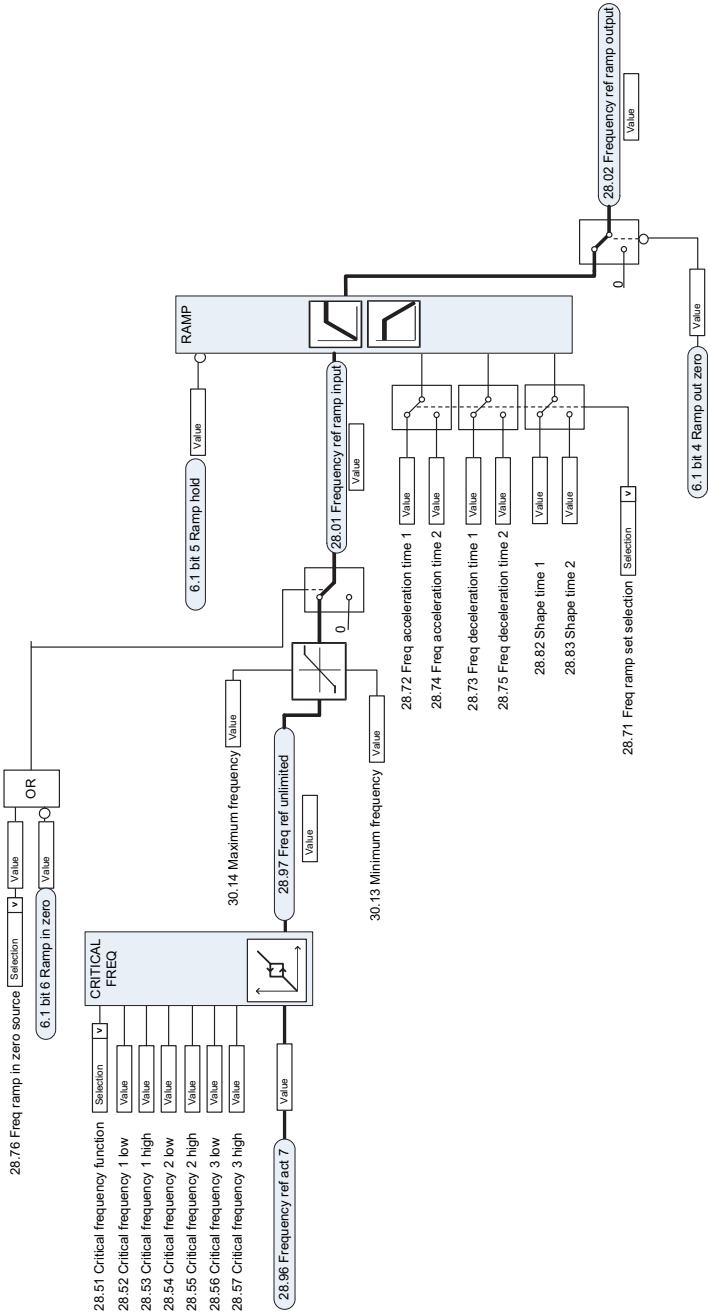 28.76 Freq ramp in zero source Selection v Value
6.1 bit 6 Ramp in zero Value
OR
28.51 Critical frequency function Selection v
28.52 Critical frequency 1 low Value
28.53 Critical frequency 1 high Value
28.54 Critical frequency 2 low Value
28.55 Critical frequency 2 high Value
28.56 Critical frequency 3 low Value
28.57 Critical frequency 3 high Value
28.96 Frequency ref act 7 Value
CRITICAL
FREQ
30.14 Maximum frequency Value
28.97 Freq ref unlimited
Value
30.13 Minimum frequency Value
0
6.1 bit 5 Ramp hold Value
28.01 Frequency ref ramp input
Value
RAMP
28.72 Freq acceleration time 1 Value
28.74 Freq acceleration time 2 Value
28.73 Freq deceleration time 1 Value
28.75 Freq deceleration time 2 Value
28.82 Shape time 1 Value
28.83 Shape time 2 Value
28.71 Freq ramp set selection Selection v
0
28.02 Frequency ref ramp output
Value
6.1 bit 4 Ramp out zero Value